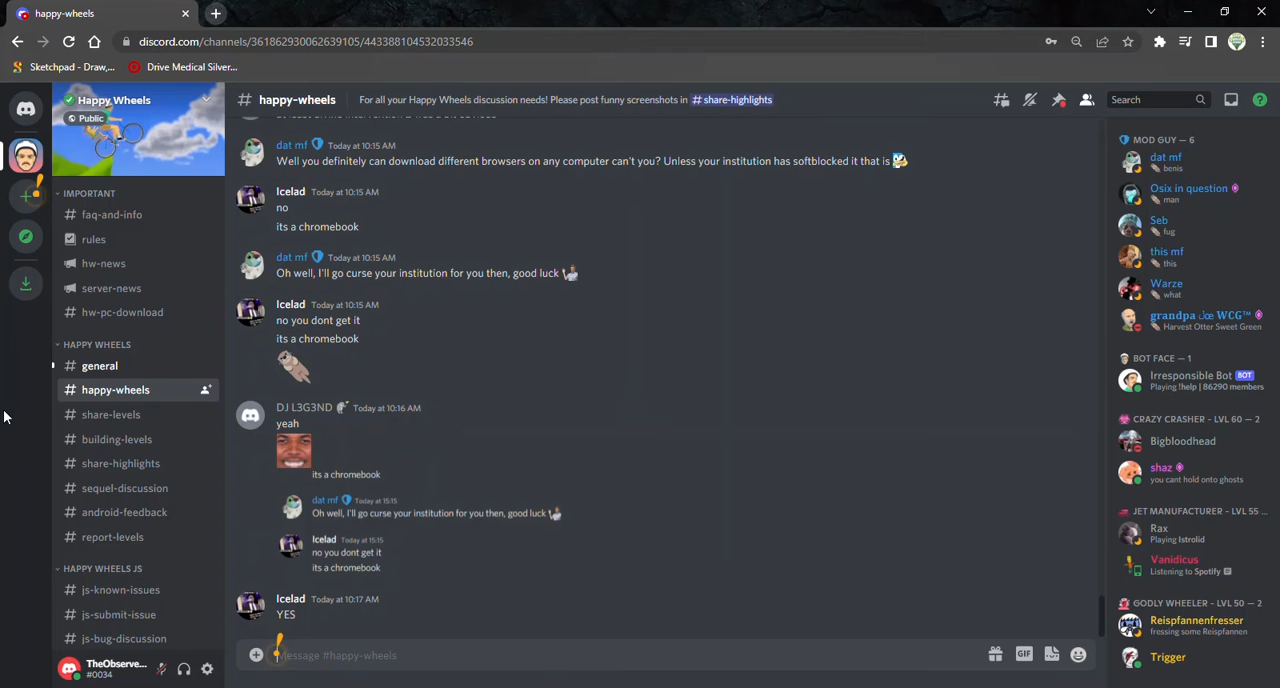 happy-wheels
discord.com/channels/361862930062639105/443388104532033546
Sketchpad - Draw,...
Drive Medical Silver...
Happy Wheels
Public
IMPORTANT
faq-and-info
rules
hw-news
server-news
hw-pc-download
HAPPY WHEELS
general
happy-wheels
share-levels
building-levels
share-highlights
sequel-discussion
android-feedback
report-levels
HAPPY WHEELS JS
js-known-issues
js-submit-issue
js-bug-discussion
TheObserve...
#0034
happy-wheels
For all your Happy Wheels discussion needs! Please post funny screenshots in # share-highlights
Search
dat mf Today at 10:15 AM
Well you definitely can download different browsers on any computer can't you? Unless your institution has softblocked it that is
Icelad Today at 10:15 AM
no
its a chromebook
dat mf Today at 10:15 AM
Oh well, I'll go curse your institution for you then, good luck
Icelad Today at 10:15 AM
no you dont get it
its a chromebook
DJ L3G3ND Today at 10:16 AM
yeah
its a chromebook
dat mf Today at 15:15
Oh well, I'll go curse your institution for you then, good luck
Icelad Today at 15:15
no you dont get it
its a chromebook
Icelad Today at 10:17 AM
YES
Message #happy-wheels
GIF
MOD GUY — 6
dat mf
benis
Osix in question
man
Seb
fug
this mf
this
Warze
what
grandpa Joe WCG™
Harvest Otter Sweet Green
BOT FACE — 1
Irresponsible Bot BOT
Playing !help | 86290 members
CRAZY CRASHER - LVL 60 — 2
Bigbloodhead
shaz
you cant hold onto ghosts
JET MANUFACTURER - LVL 55 ...
Rax
Playing Istrolid
Vanidicus
Listening to Spotify
GODLY WHEELER - LVL 50 — 2
Reispfannenfresser
fressing some Reispfannen
Trigger